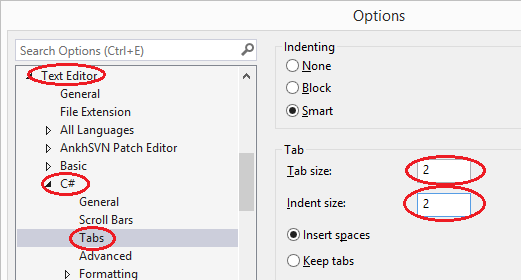 Options
Search Options (Ctrl+E)
Text Editor
General
File Extension
All Languages
AnkhSVN Patch Editor
Basic
C#
General
Scroll Bars
Tabs
Advanced
Formatting
Indenting
None
Block
Smart
Tab
Tab size: 2
Indent size: 2
Insert spaces
Keep tabs